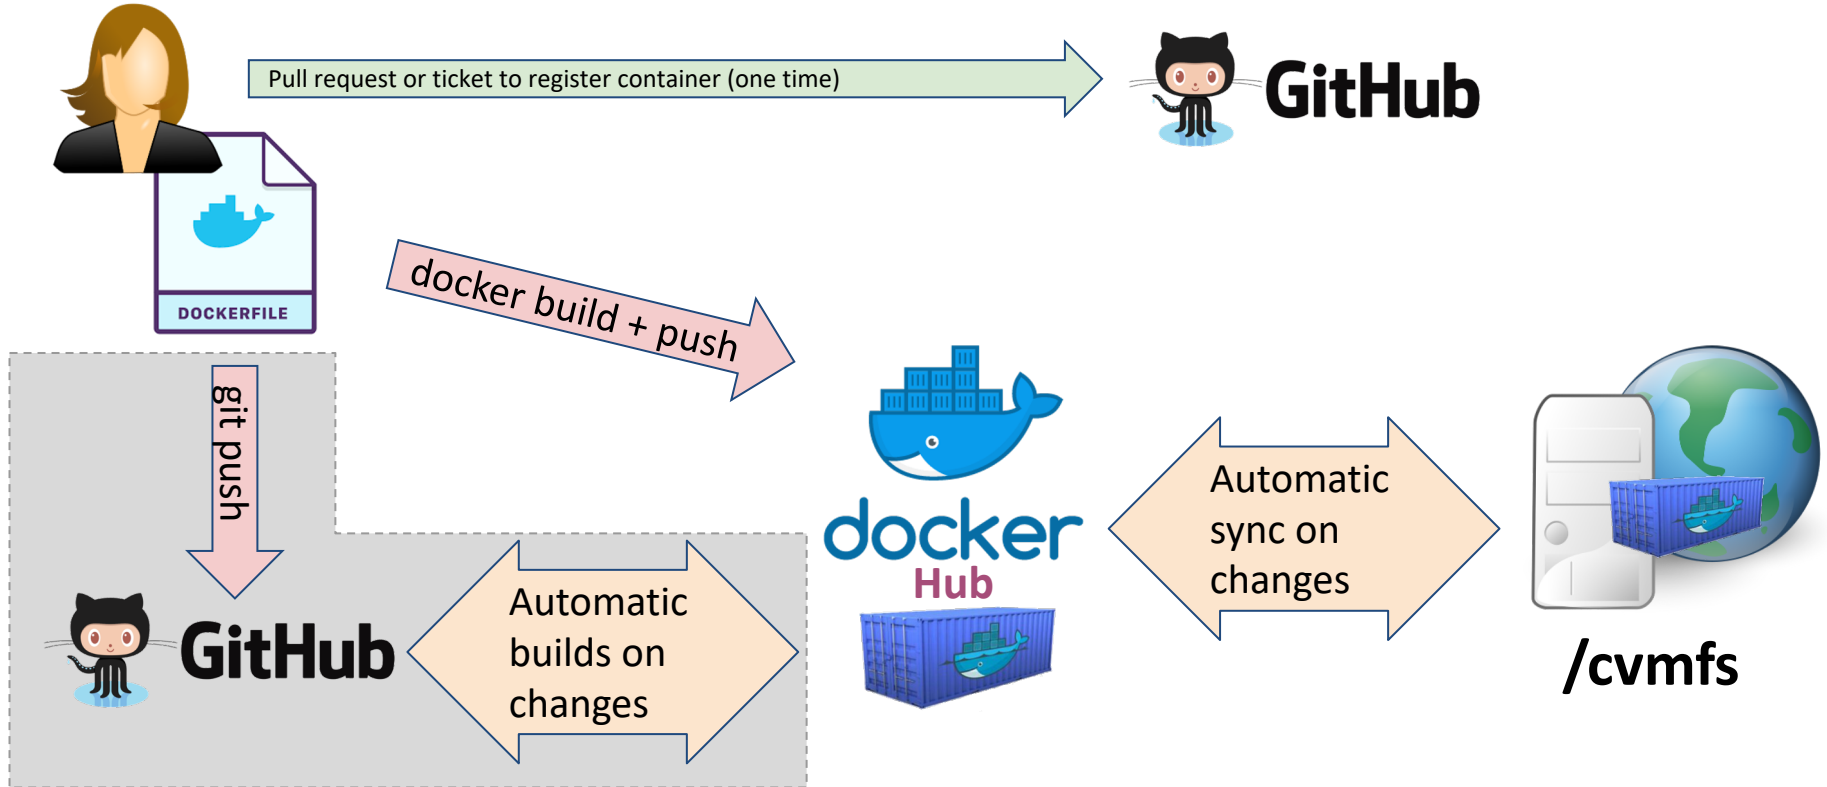 Pull request or ticket to register container (one time)
GitHub
DOCKERFILE
docker build + push
git push
docker
Hub
Automatic
sync on
changes
GitHub
Automatic
builds on
changes
/cvmfs